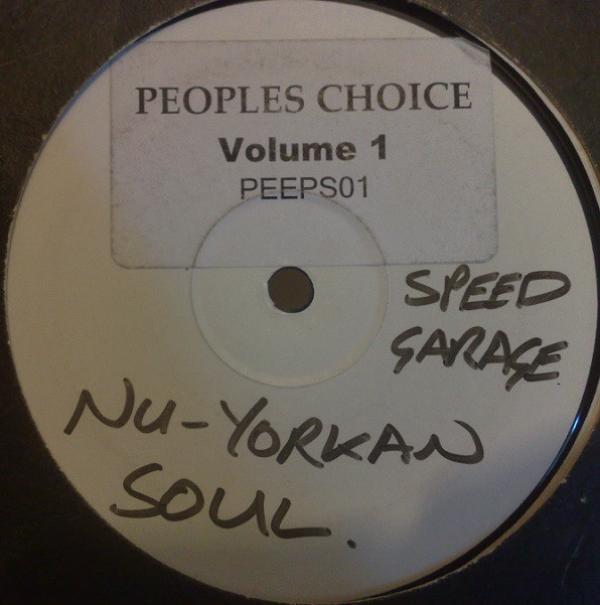 PEOPLES CHOICE
Volume 1
PEEPS01
SPEED
GARAGE
NU-YORKAN
SOUL.